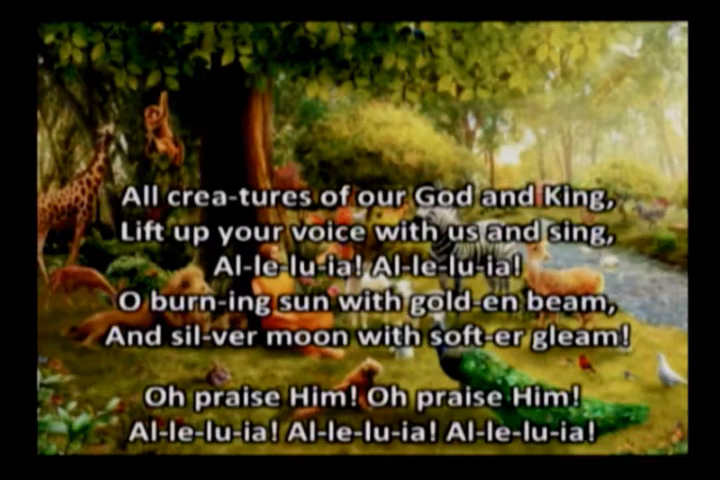 All crea-tures of our God and King,
Lift up your voice with us and sing,
Al-le-lu-ia! Al-le-lu-ia!
O burn-ing sun with gold-en beam,
And sil-ver moon with soft-er gleam!
Oh praise Him! Oh praise Him!
Al-le-lu-ia! Al-le-lu-ia! Al-le-lu-ia!